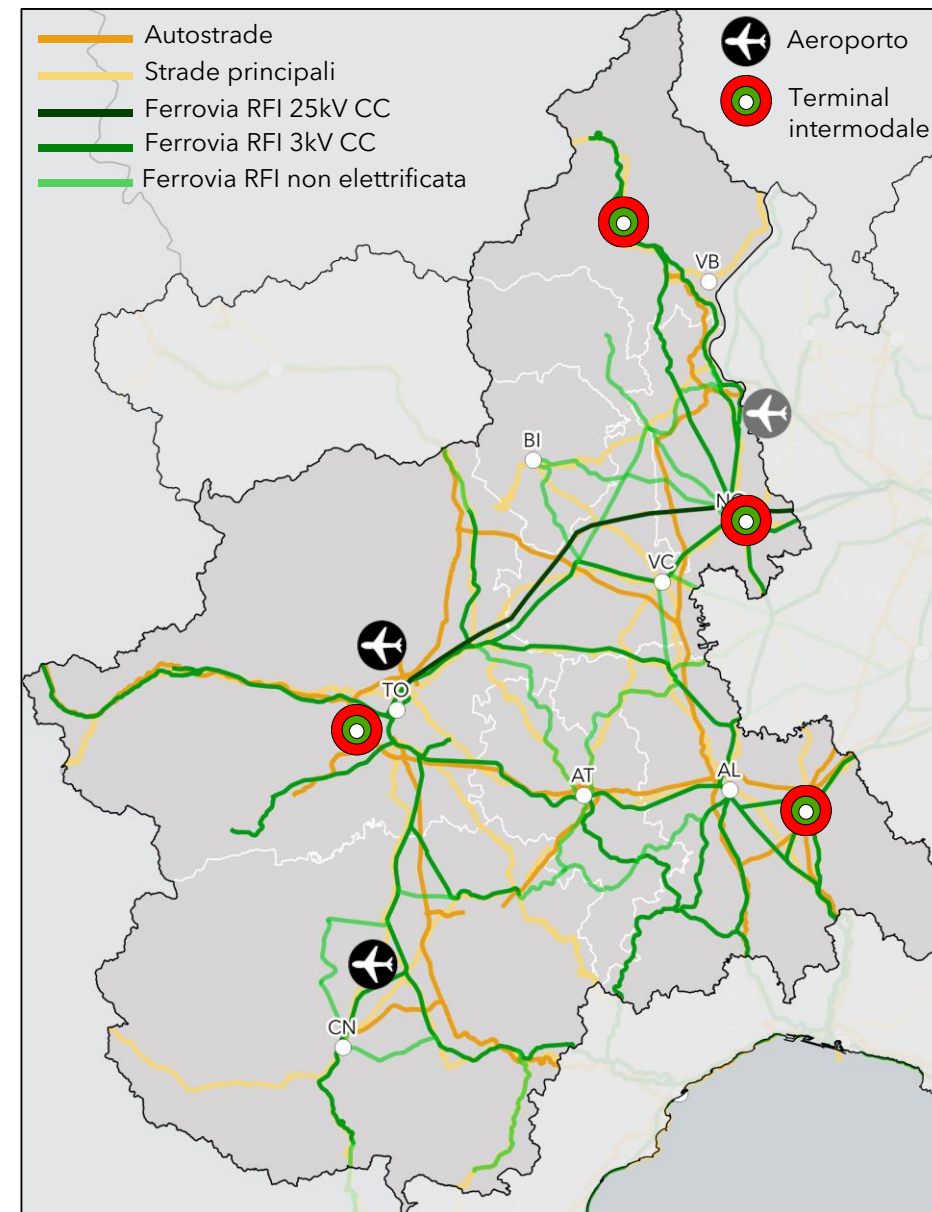 Autostrade
Strade principali
Ferrovia RFI 25kV CC
Ferrovia RFI 3kV CC
Ferrovia RFI non elettrificata
Aeroporto
Terminal
intermodale
VB
BI
VC
TO
AT
AL
CN